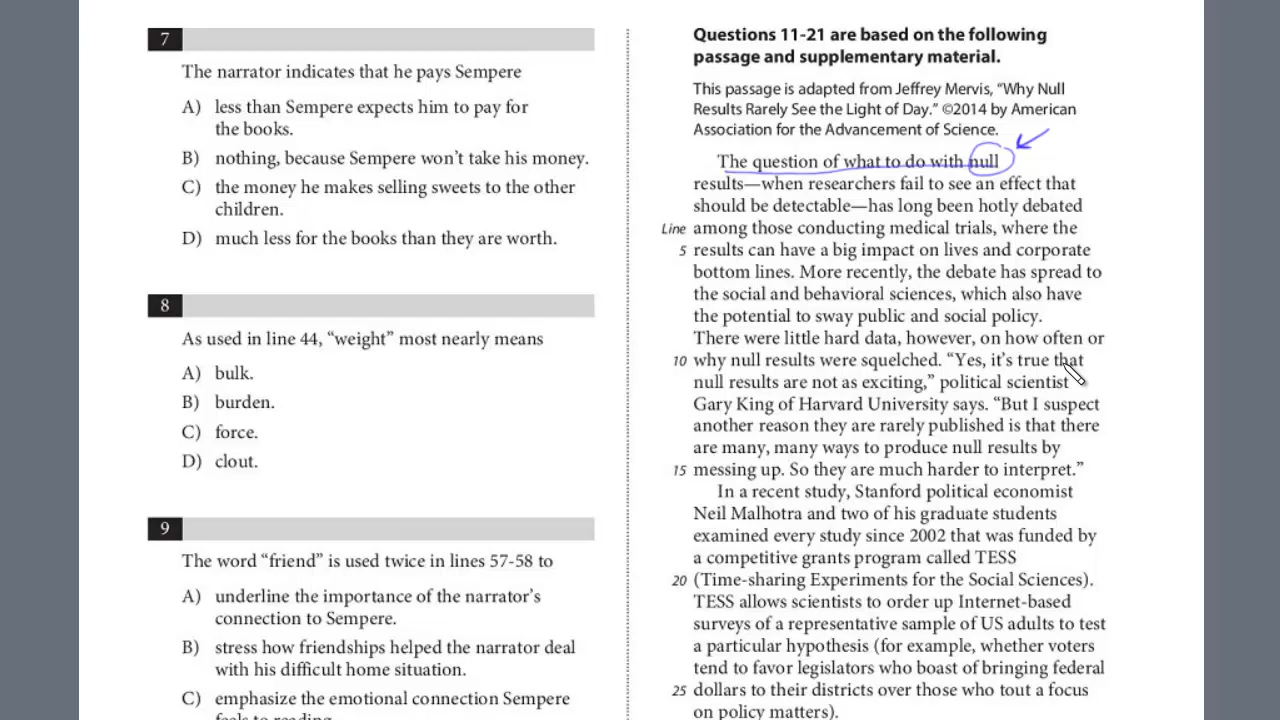 7
The narrator indicates that he pays Sempere
A) less than Sempere expects him to pay for
the books.
B) nothing, because Sempere won’t take his money.
C) the money he makes selling sweets to the other
children.
D) much less for the books than they are worth.
8
As used in line 44, “weight” most nearly means
A) bulk.
B) burden.
C) force.
D) clout.
9
The word “friend” is used twice in lines 57-58 to
A) underline the importance of the narrator’s
connection to Sempere.
B) stress how friendships helped the narrator deal
with his difficult home situation.
C) emphasize the emotional connection Sempere
feels to reading.
Questions 11-21 are based on the following
passage and supplementary material.
This passage is adapted from Jeffrey Mervis, “Why Null
Results Rarely See the Light of Day.” ©2014 by American
Association for the Advancement of Science.
The question of what to do with null
results—when researchers fail to see an effect that
should be detectable—has long been hotly debated
Line among those conducting medical trials, where the
5 results can have a big impact on lives and corporate
bottom lines. More recently, the debate has spread to
the social and behavioral sciences, which also have
the potential to sway public and social policy.
There were little hard data, however, on how often or
10 why null results were squelched. “Yes, it’s true that
null results are not as exciting,” political scientist
Gary King of Harvard University says. “But I suspect
another reason they are rarely published is that there
are many, many ways to produce null results by
15 messing up. So they are much harder to interpret.”
In a recent study, Stanford political economist
Neil Malhotra and two of his graduate students
examined every study since 2002 that was funded by
a competitive grants program called TESS
20 (Time-sharing Experiments for the Social Sciences).
TESS allows scientists to order up Internet-based
surveys of a representative sample of US adults to test
a particular hypothesis (for example, whether voters
tend to favor legislators who boast of bringing federal
25 dollars to their districts over those who tout a focus
on policy matters).